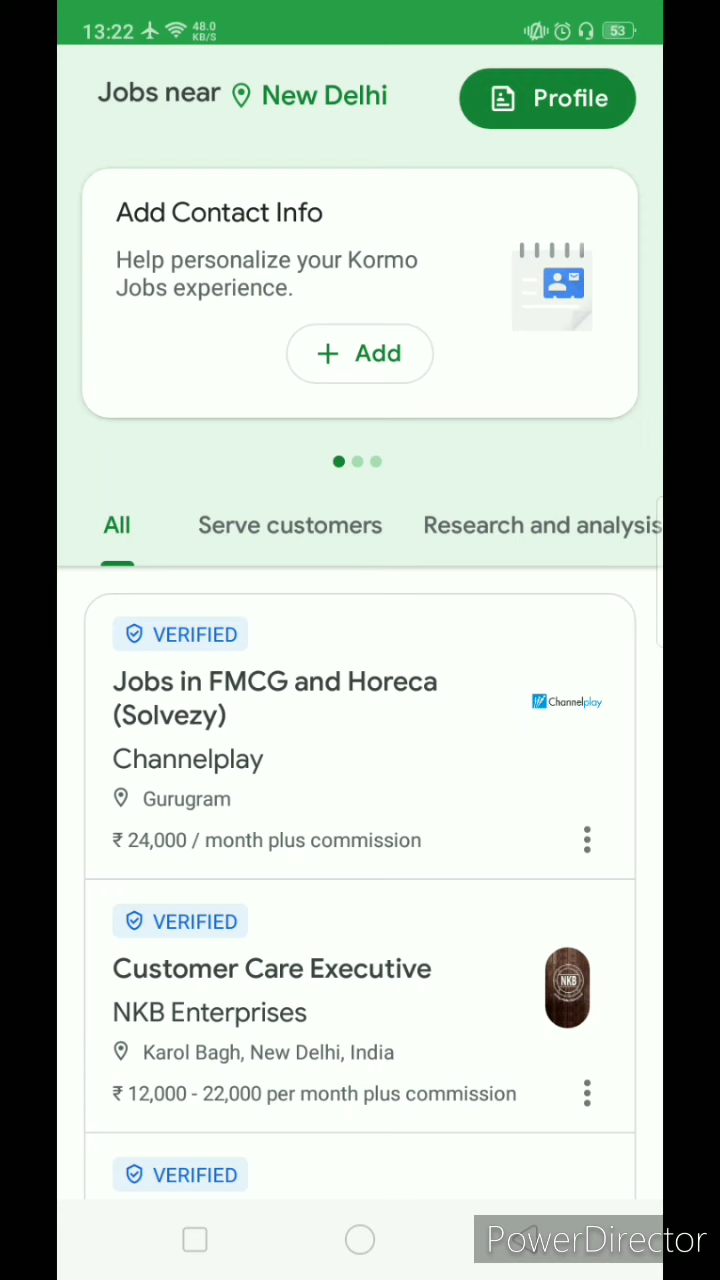 13:22 48.0 KB/S 53
Jobs near New Delhi
Profile
Add Contact Info
Help personalize your Kormo
Jobs experience.
+ Add
All Serve customers Research and analysis
VERIFIED
Jobs in FMCG and Horeca
(Solvezy)
Channelplay
Channelplay
Gurugram
₹ 24,000 / month plus commission
VERIFIED
Customer Care Executive
NKB
NKB Enterprises
Karol Bagh, New Delhi, India
₹ 12,000 - 22,000 per month plus commission
VERIFIED
PowerDirector